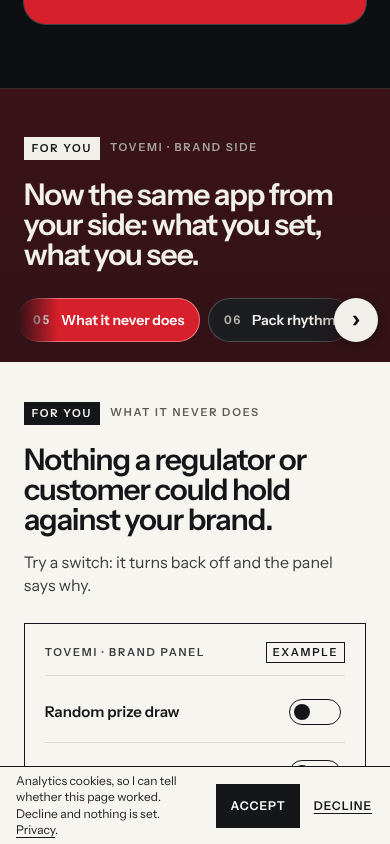 FOR YOU TOVEMI · BRAND SIDE
Now the same app from
your side: what you set,
what you see.
05 What it never does 06 Pack rhythm
FOR YOU WHAT IT NEVER DOES
Nothing a regulator or
customer could hold
against your brand.
Try a switch: it turns back off and the panel
says why.
TOVEMI · BRAND PANEL EXAMPLE
Random prize draw
Analytics cookies, so I can tell
whether this page worked.
Decline and nothing is set.
Privacy.
ACCEPT DECLINE